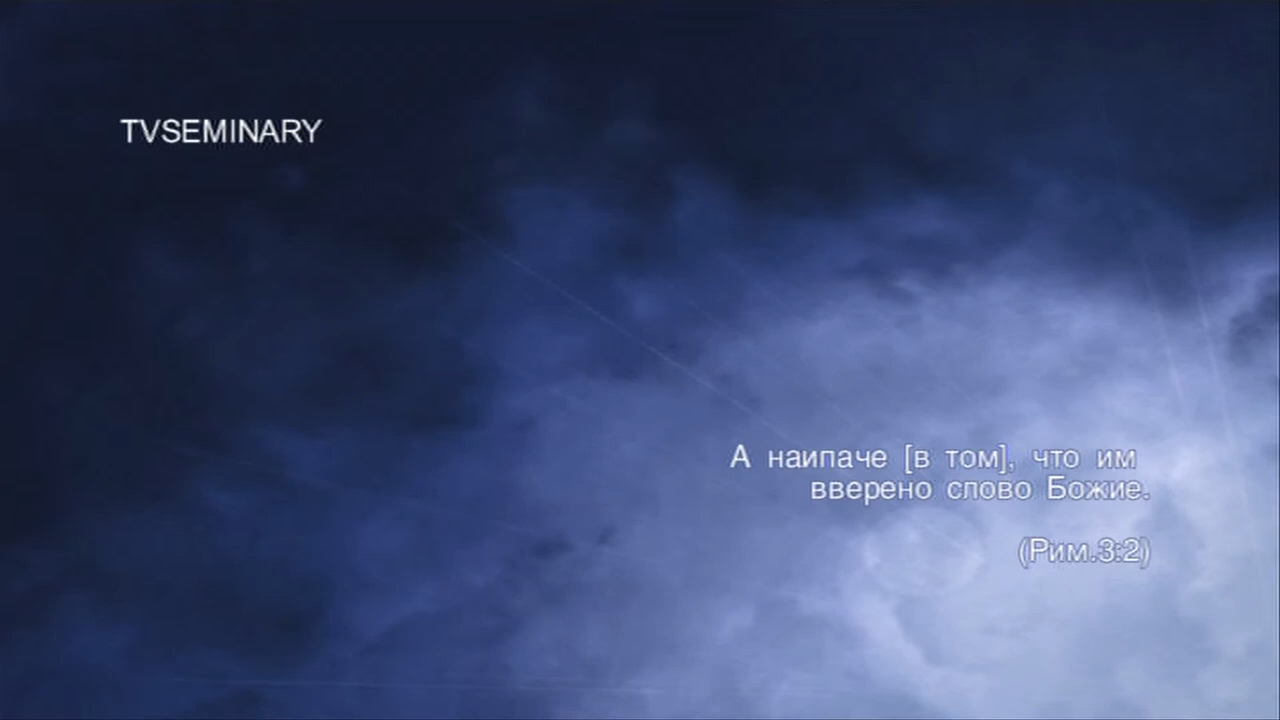 TVSEMINARY
А наипаче [в том], что им
вверено слово Божие.
(Рим.3:2)